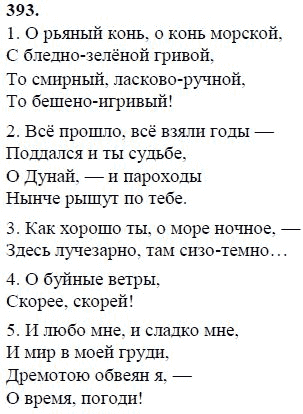 393.
1. О рьяный конь, о конь морской,
С бледно-зелёной гривой,
То смирный, ласково-ручной,
То бешено-игривый!
2. Всё прошло, всё взяли годы —
Поддался и ты судьбе,
О Дунай, — и пароходы
Нынче рыщут по тебе.
3. Как хорошо ты, о море ночное, —
Здесь лучезарно, там сизо-темно…
4. О буйные ветры,
Скорее, скорей!
5. И любо мне, и сладко мне,
И мир в моей груди,
Дремотою обвеян я, —
О время, погоди!